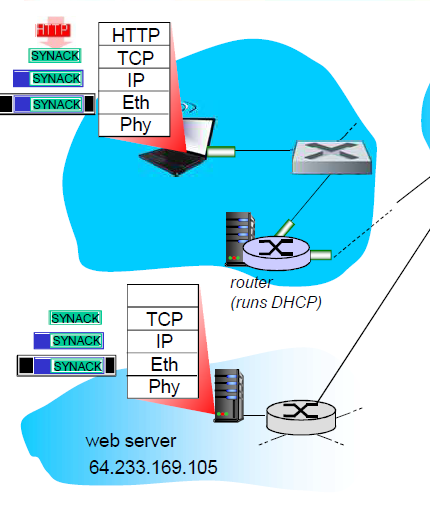 HTTP
SYNACK
SYNACK
SYNACK
HTTP
TCP
IP
Eth
Phy
router
(runs DHCP)
SYNACK
SYNACK
SYNACK
TCP
IP
Eth
Phy
web server
64.233.169.105